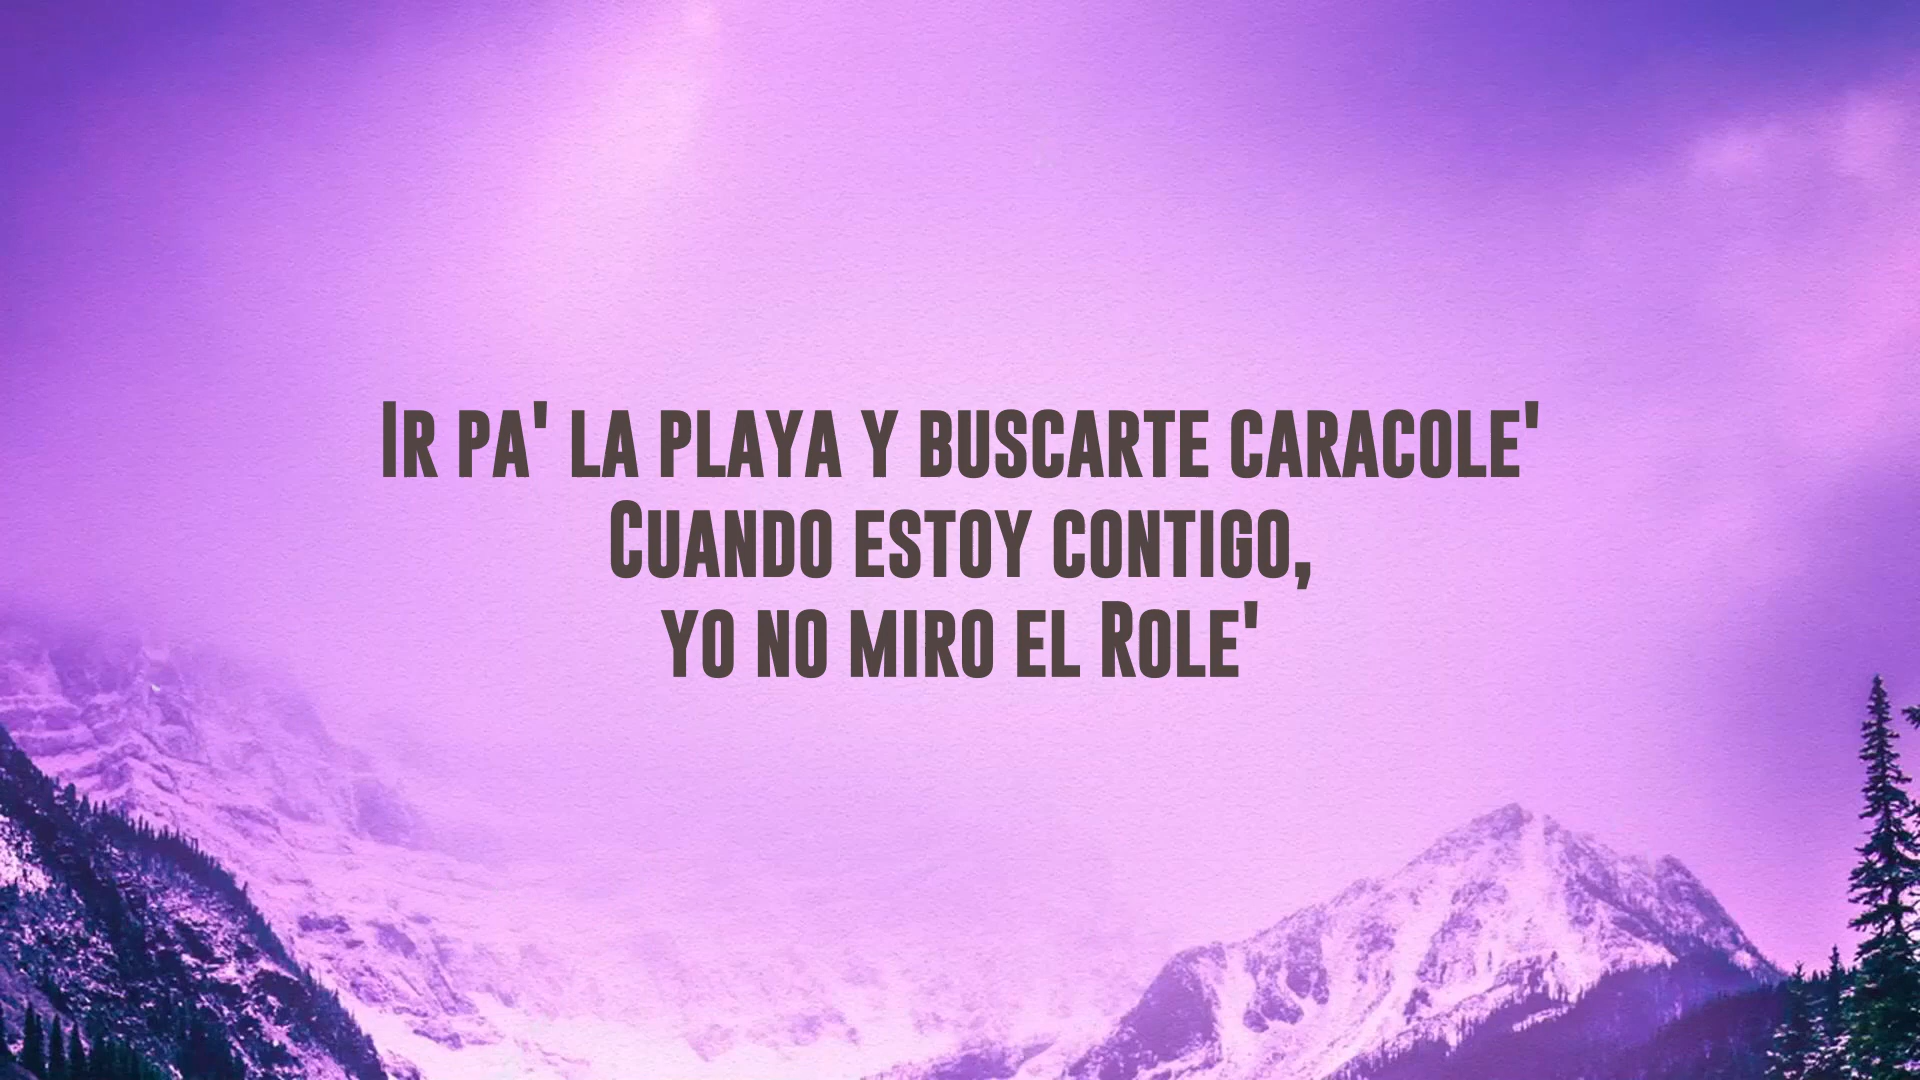 Ir pa' la playa y buscarte caracole'
Cuando estoy contigo,
yo no miro el Role'